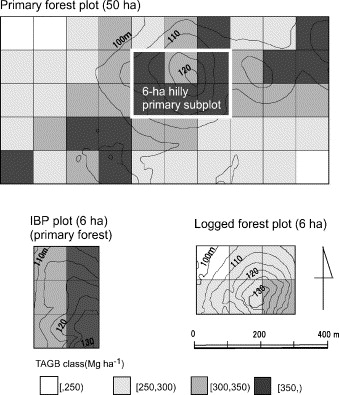 Primary forest plot (50 ha)
100m
110
120
6-ha hilly
primary subplot
IBP plot (6 ha)
(primary forest)
110m
120
130
Logged forest plot (6 ha)
100m
110
120
130
0 200 400 m
TAGB class(Mg ha-1)
[,250) [250,300) [300,350) [350,)